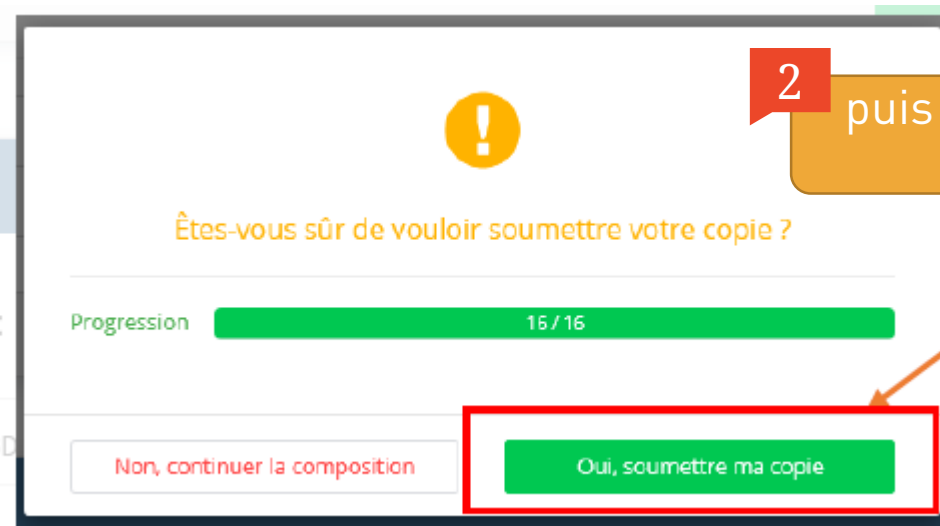 2
puis
Êtes-vous sûr de vouloir soumettre votre copie ?
Progression
16 / 16
Non, continuer la composition
Oui, soumettre ma copie
D